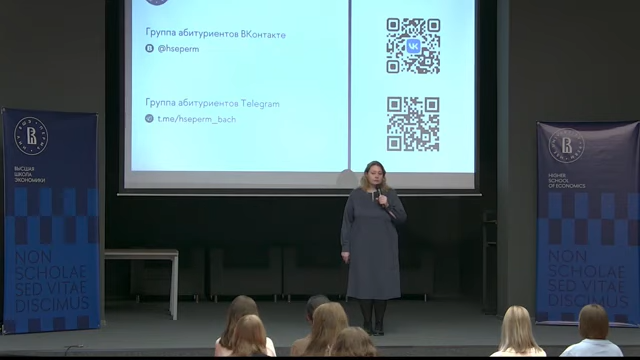 Группа абитуриентов ВКонтакте
@hseperm
Группа абитуриентов Telegram
t.me/hseperm_bach
ВЫСШАЯ
ШКОЛА
ЭКОНОМИКИ
NON
SCHOLAE
SED VITAE
DISCIMUS
HIGHER
SCHOOL
OF ECONOMICS
NON
SCHOLAE
SED VITAE
DISCIMUS